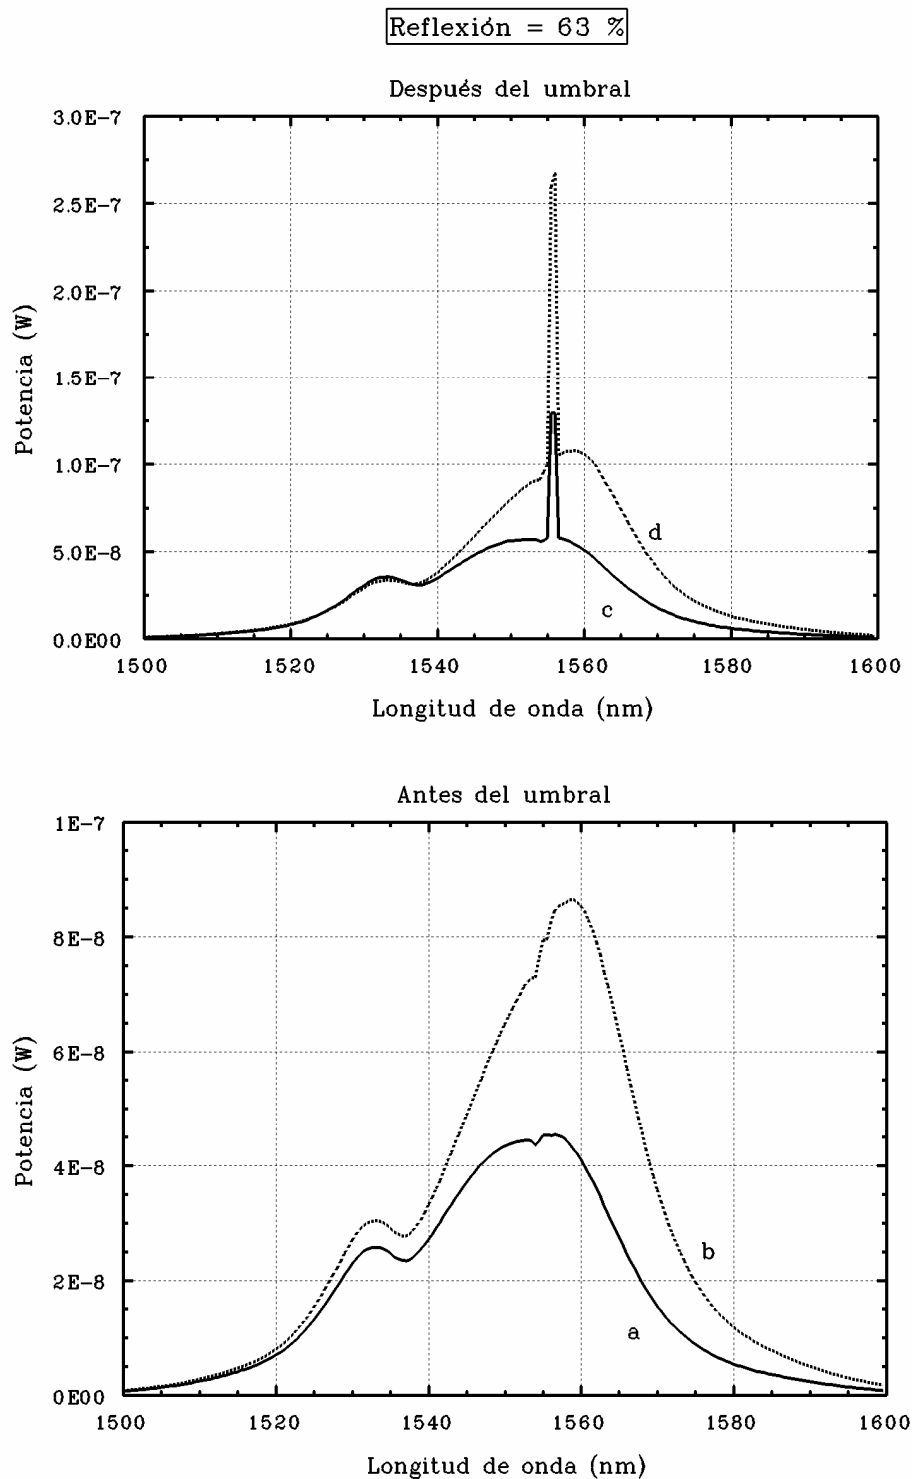 Reflexión = 63 %
Después del umbral
3.0E-7
2.5E-7
2.0E-7
1.5E-7
1.0E-7
5.0E-8
0.0E00
Potencia (W)
d
c
1500 1520 1540 1560 1580 1600
Longitud de onda (nm)
Antes del umbral
1E-7
8E-8
6E-8
4E-8
2E-8
0E00
Potencia (W)
b
a
1500 1520 1540 1560 1580 1600
Longitud de onda (nm)